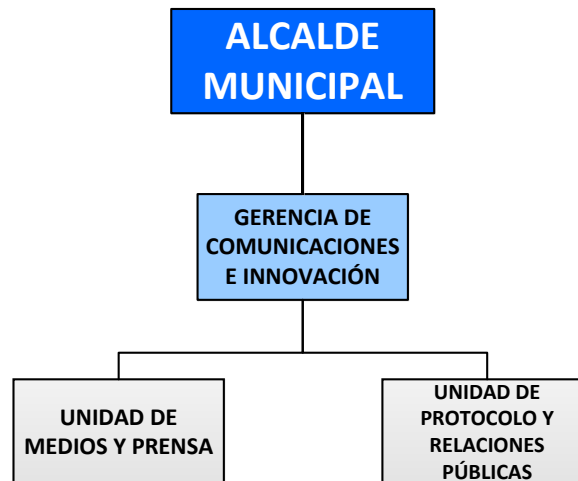 ALCALDE
MUNICIPAL
GERENCIA DE
COMUNICACIONES
E INNOVACIÓN
UNIDAD DE
MEDIOS Y PRENSA
UNIDAD DE
PROTOCOLO Y
RELACIONES
PÚBLICAS